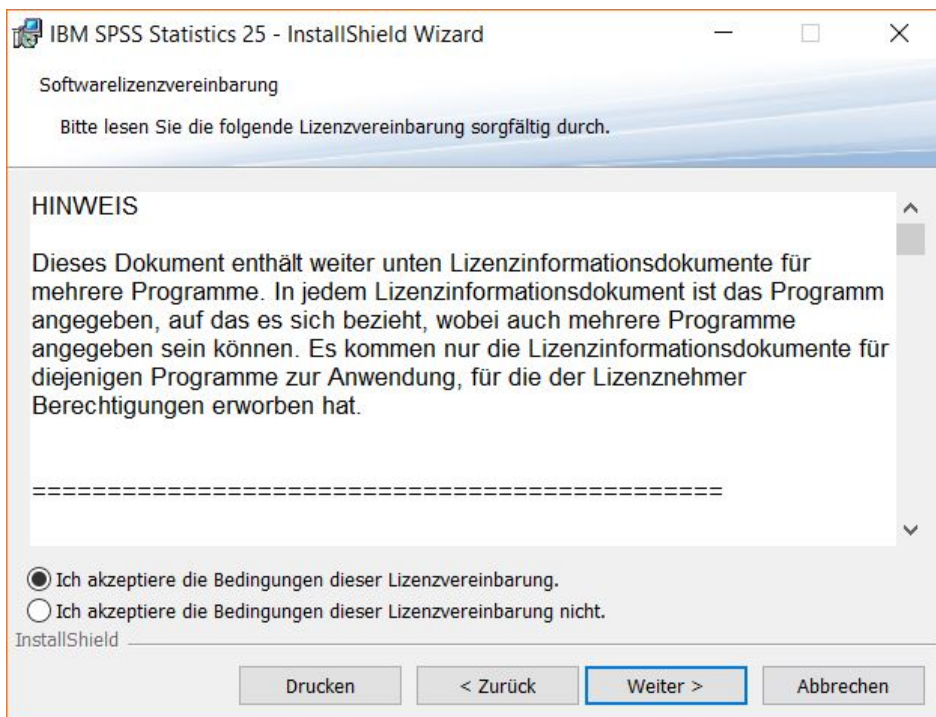 IBM SPSS Statistics 25 - InstallShield Wizard
Softwarelizenzvereinbarung
Bitte lesen Sie die folgende Lizenzvereinbarung sorgfältig durch.
HINWEIS
Dieses Dokument enthält weiter unten Lizenzinformationsdokumente für
mehrere Programme. In jedem Lizenzinformationsdokument ist das Programm
angegeben, auf das es sich bezieht, wobei auch mehrere Programme
angegeben sein können. Es kommen nur die Lizenzinformationsdokumente für
diejenigen Programme zur Anwendung, für die der Lizenznehmer
Berechtigungen erworben hat.
==============================================
Ich akzeptiere die Bedingungen dieser Lizenzvereinbarung.
Ich akzeptiere die Bedingungen dieser Lizenzvereinbarung nicht.
InstallShield
Drucken < Zurück Weiter > Abbrechen